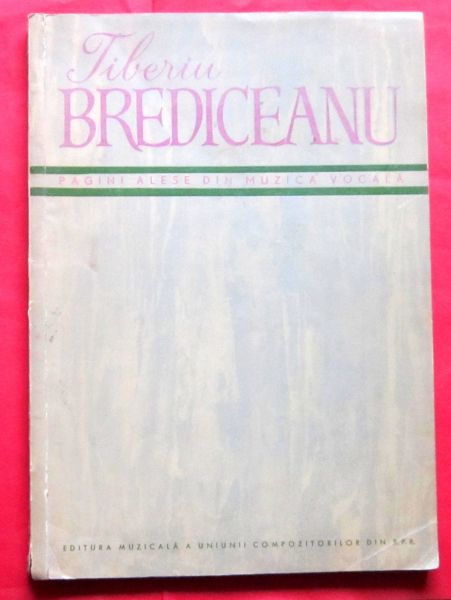 Tiberiu
BREDICEANU
PAGINI ALESE DIN MUZICA VOCALĂ
EDITURA MUZICALĂ A UNIUNII COMPOZITORILOR DIN R.P.R.